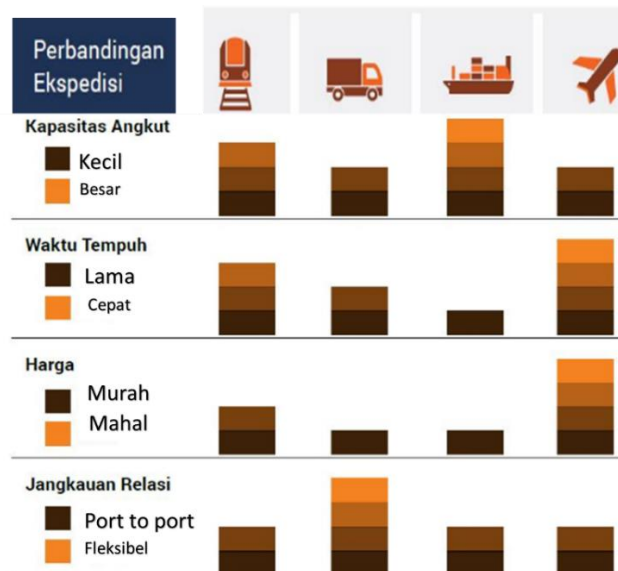 Perbandingan
Ekspedisi
Kapasitas Angkut
Kecil
Besar
Waktu Tempuh
Lama
Cepat
Harga
Murah
Mahal
Jangkauan Relasi
Port to port
Fleksibel